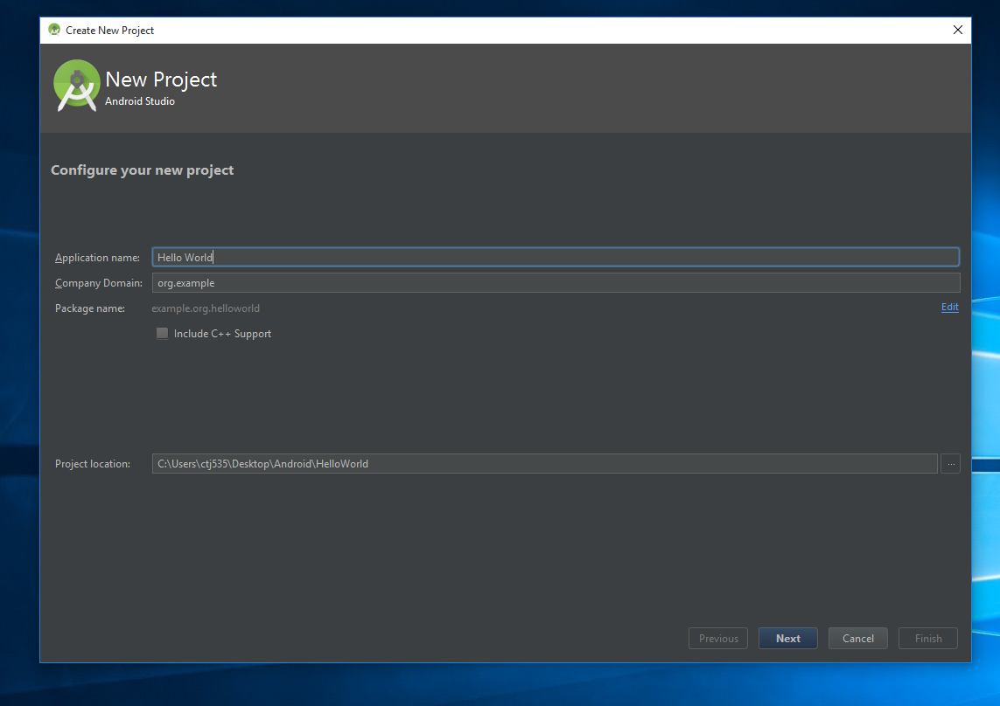 Create New Project
New Project
Android Studio
Configure your new project
Application name: Hello World
Company Domain: org.example
Package name: example.org.helloworld Edit
Include C++ Support
Project location: C:\Users\ctj535\Desktop\Android\HelloWorld ...
Previous Next Cancel Finish